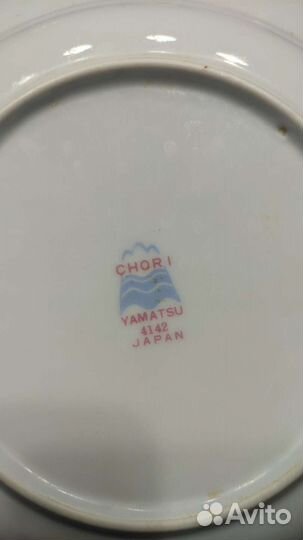 CHORI
YAMATSU
4142
JAPAN
Avito